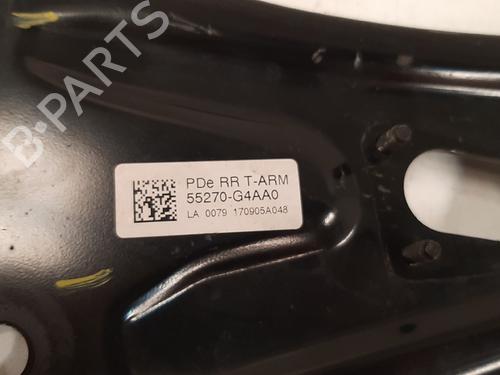 B-PARTS
PDe RR T-ARM
55270-G4AA0
LA 0079 170905A048